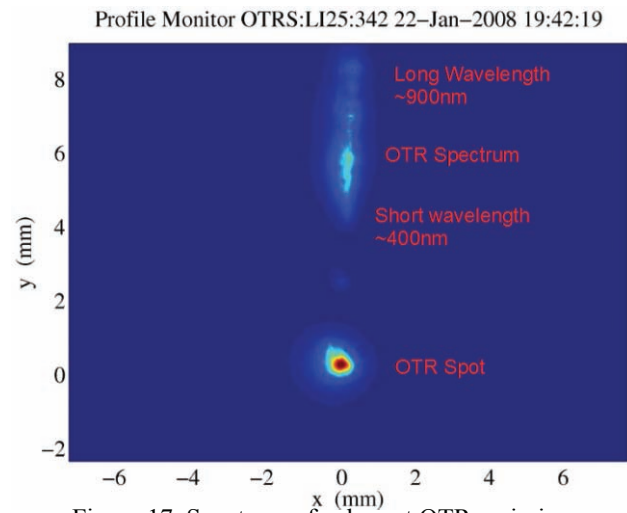 Profile Monitor OTRS:LI25:342 22-Jan-2008 19:42:19
8
Long Wavelength
~900nm
6
OTR Spectrum
4
Short wavelength
~400nm
y (mm)
2
0
OTR Spot
−2
−6 −4 −2 0 2 4 6
x (mm)